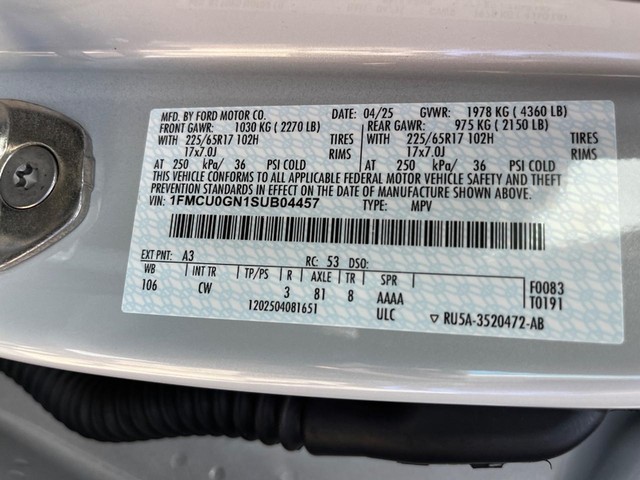 MFD. BY FORD MOTOR CO. DATE: 04/25 GVWR: 1978 KG ( 4360 LB)
FRONT GAWR: 1030 KG ( 2270 LB) REAR GAWR: 975 KG ( 2150 LB)
WITH 225/65R17 102H TIRES WITH 225/65R17 102H TIRES
17x7.0J RIMS 17x7.0J RIMS
AT 250 kPa/ 36 PSI COLD AT 250 kPa/ 36 PSI COLD
THIS VEHICLE CONFORMS TO ALL APPLICABLE FEDERAL MOTOR VEHICLE SAFETY AND THEFT
PREVENTION STANDARDS IN EFFECT ON THE DATE OF MANUFACTURE SHOWN ABOVE.
VIN: 1FMCU0GN1SUB04457 TYPE: MPV
EXT PNT: A3 RC: 53 DSO:
WB INT TR TP/PS R AXLE TR SPR F0083
106 CW 3 81 8 AAAA T0191
1202504081651 ULC ▽ RU5A-3520472-AB